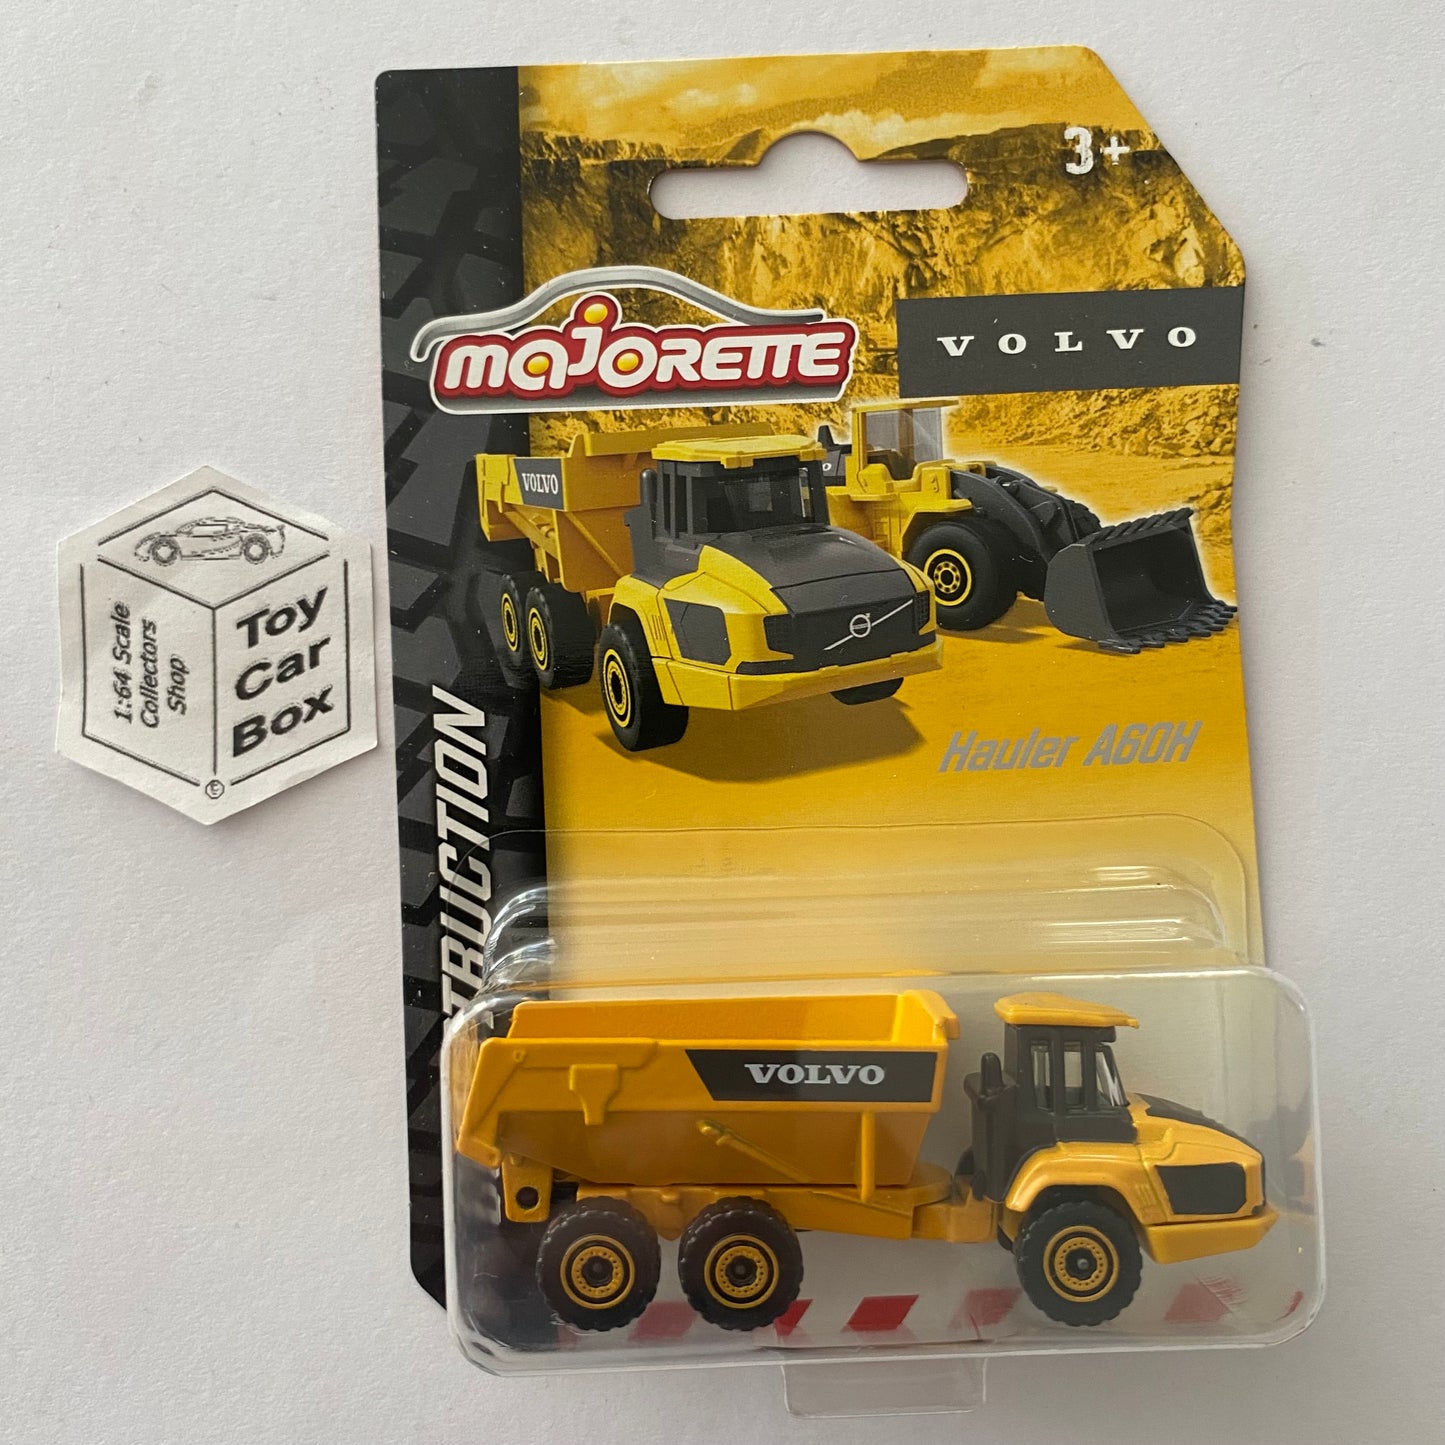 3+
MAJORETTE
VOLVO
VOLVO
Hauler A60H
TRUCTION
1:64 Scale
Collectors
Shop
Toy
Car
Box
VOLVO